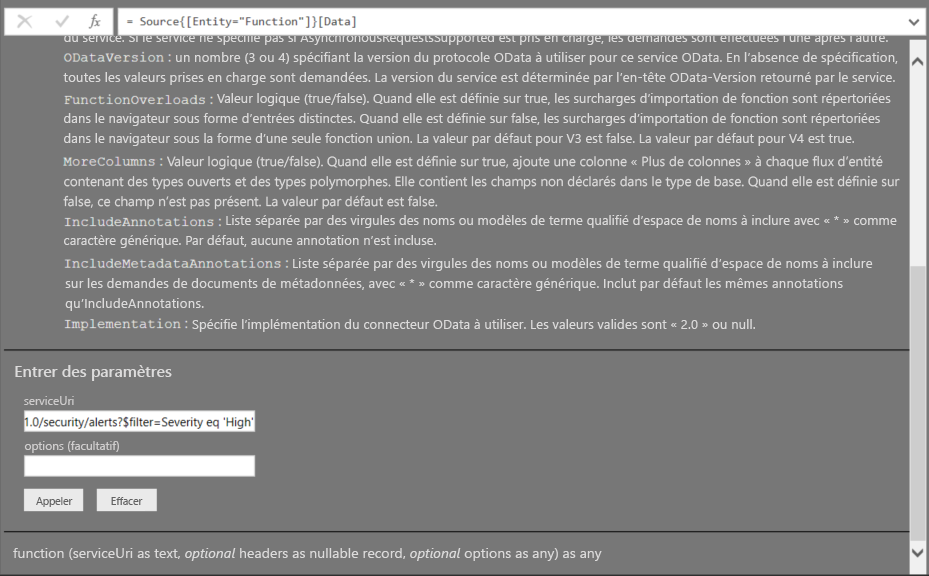 fx = Source{[Entity="Function"]}[Data]
du service. Si le service ne spécifie pas si AsynchronousRequestsSupported est pris en charge, les demandes sont effectuées l'une après l'autre.
ODataVersion : un nombre (3 ou 4) spécifiant la version du protocole OData à utiliser pour ce service OData. En l'absence de spécification,
toutes les valeurs prises en charge sont demandées. La version du service est déterminée par l'en-tête OData-Version retourné par le service.
FunctionOverloads : Valeur logique (true/false). Quand elle est définie sur true, les surcharges d'importation de fonction sont répertoriées
dans le navigateur sous forme d'entrées distinctes. Quand elle est définie sur false, les surcharges d'importation de fonction sont répertoriées
dans le navigateur sous la forme d'une seule fonction union. La valeur par défaut pour V3 est false. La valeur par défaut pour V4 est true.
MoreColumns : Valeur logique (true/false). Quand elle est définie sur true, ajoute une colonne « Plus de colonnes » à chaque flux d'entité
contenant des types ouverts et des types polymorphes. Elle contient les champs non déclarés dans le type de base. Quand elle est définie sur
false, ce champ n'est pas présent. La valeur par défaut est false.
IncludeAnnotations : Liste séparée par des virgules des noms ou modèles de terme qualifié d'espace de noms à inclure avec « * » comme
caractère générique. Par défaut, aucune annotation n'est incluse.
IncludeMetadataAnnotations : Liste séparée par des virgules des noms ou modèles de terme qualifié d'espace de noms à inclure
sur les demandes de documents de métadonnées, avec « * » comme caractère générique. Inclut par défaut les mêmes annotations
qu'IncludeAnnotations.
Implementation : Spécifie l'implémentation du connecteur OData à utiliser. Les valeurs valides sont « 2.0 » ou null.
Entrer des paramètres
serviceUri
1.0/security/alerts?$filter=Severity eq 'High'
options (facultatif)
Appeler Effacer
function (serviceUri as text, optional headers as nullable record, optional options as any) as any